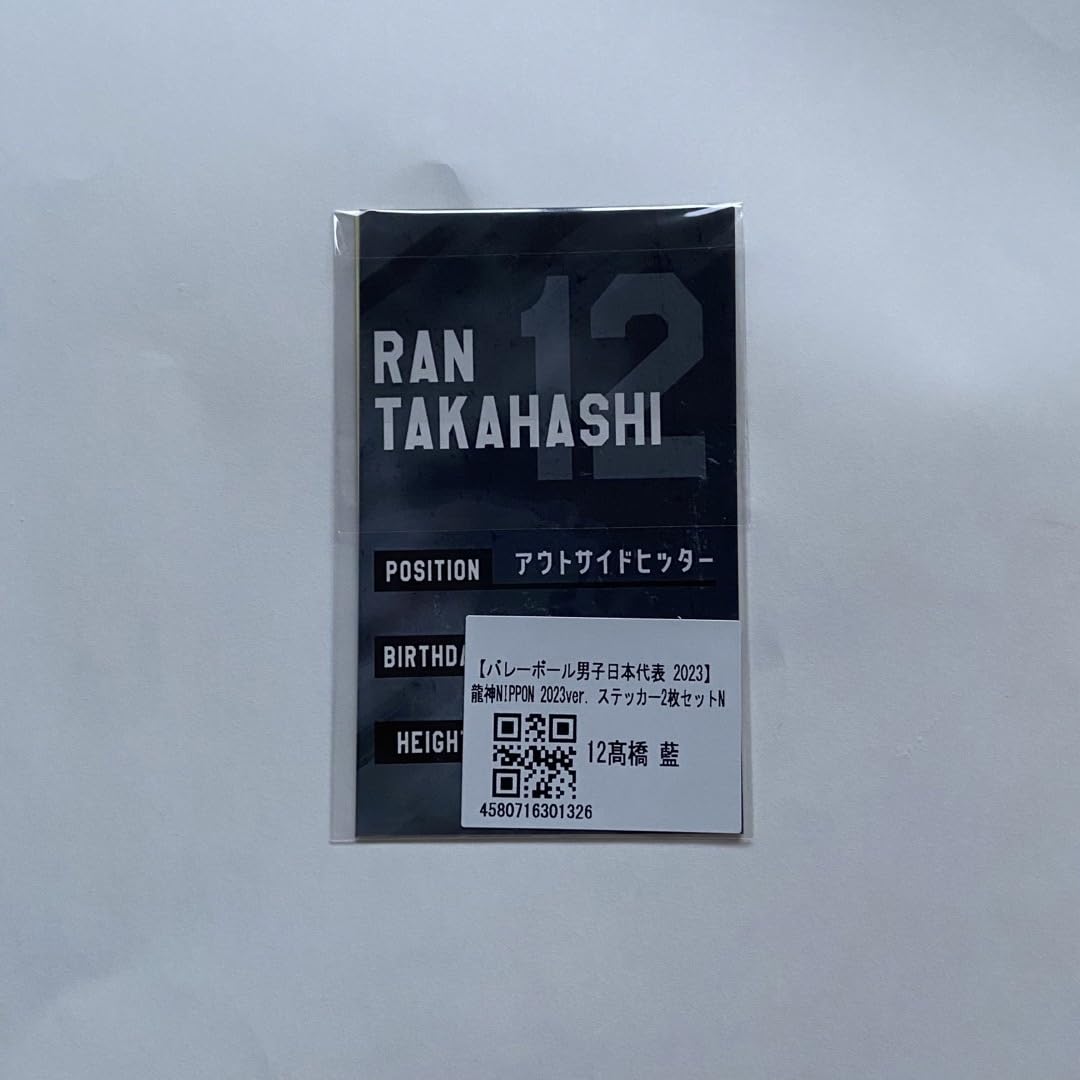 12
RAN
TAKAHASHI
POSITION アウトサイドヒッター
BIRTHDA
HEIGHT
【バレーボール男子日本代表 2023】
龍神NIPPON 2023ver. ステッカー2枚セットN
12髙橋 藍
4580716301326